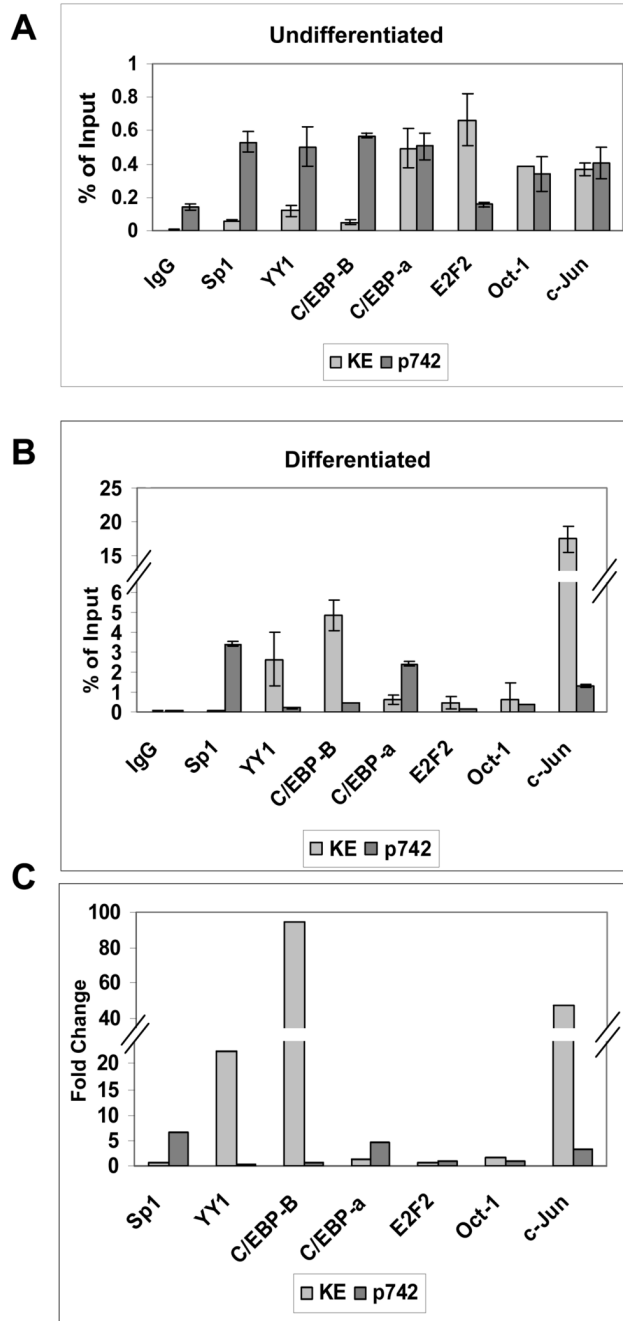 A
Undifferentiated
% of Input
1
0.8
0.6
0.4
0.2
0
IgG
Sp1
YY1
C/EBP-B
C/EBP-a
E2F2
Oct-1
c-Jun
KE p742
B
Differentiated
% of Input
25
20
15
6
5
4
3
2
1
0
IgG
Sp1
YY1
C/EBP-B
C/EBP-a
E2F2
Oct-1
c-Jun
KE p742
C
Fold Change
100
80
60
40
20
15
10
5
0
Sp1
YY1
C/EBP-B
C/EBP-a
E2F2
Oct-1
c-Jun
KE p742